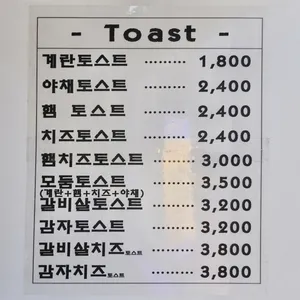 - Toast -
계란토스트 ········· 1,800
야채토스트 ········· 2,400
햄 토스트 ········· 2,400
치즈토스트 ········· 2,400
햄치즈토스트 ········· 3,000
모둠토스트 ········· 3,500
(계란+햄+치즈+야채)
갈비살토스트 ········· 3,200
감자토스트 ········· 3,200
갈비살치즈토스트 ········· 3,800
감자치즈토스트 ········· 3,800